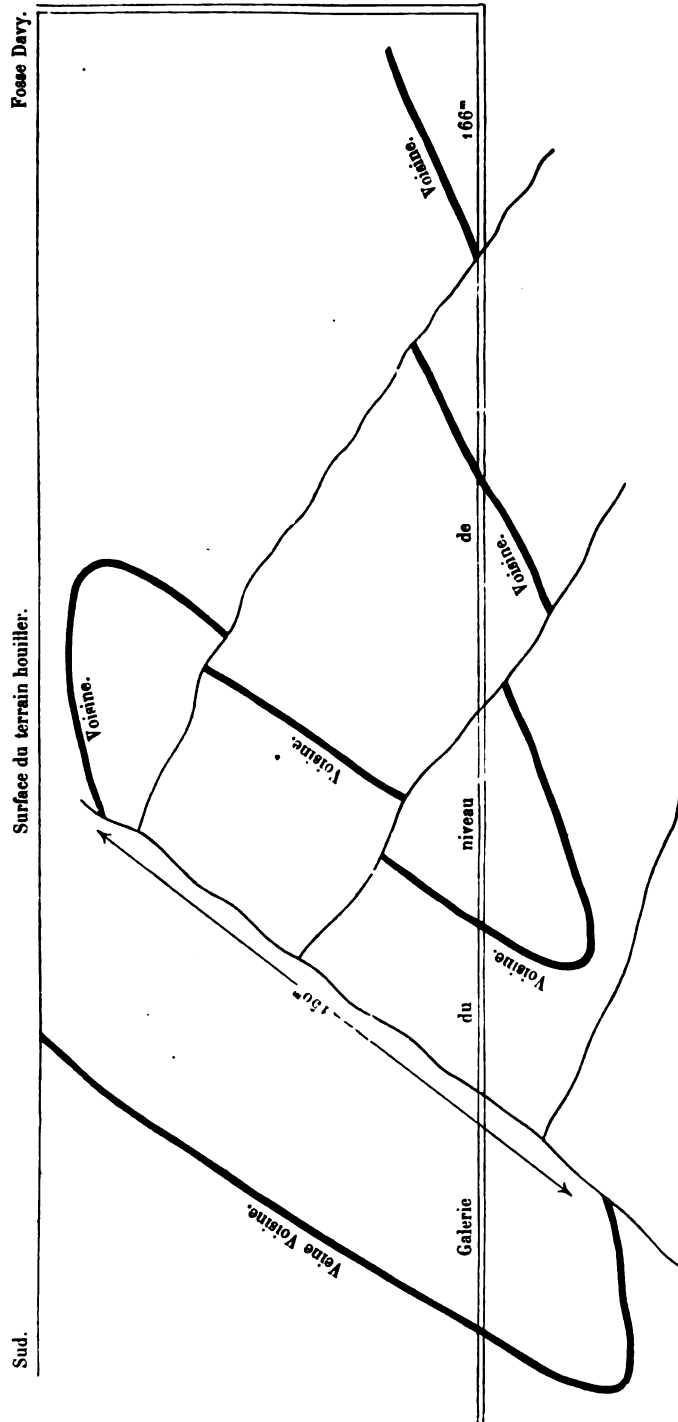 Sud.
Surface du terrain houiller.
Fosse Davy.
Veine Voisine.
150ᵐ
Voisine.
Voisine.
Voisine.
Voisine.
Voisine.
Galerie du niveau de 166ᵐ